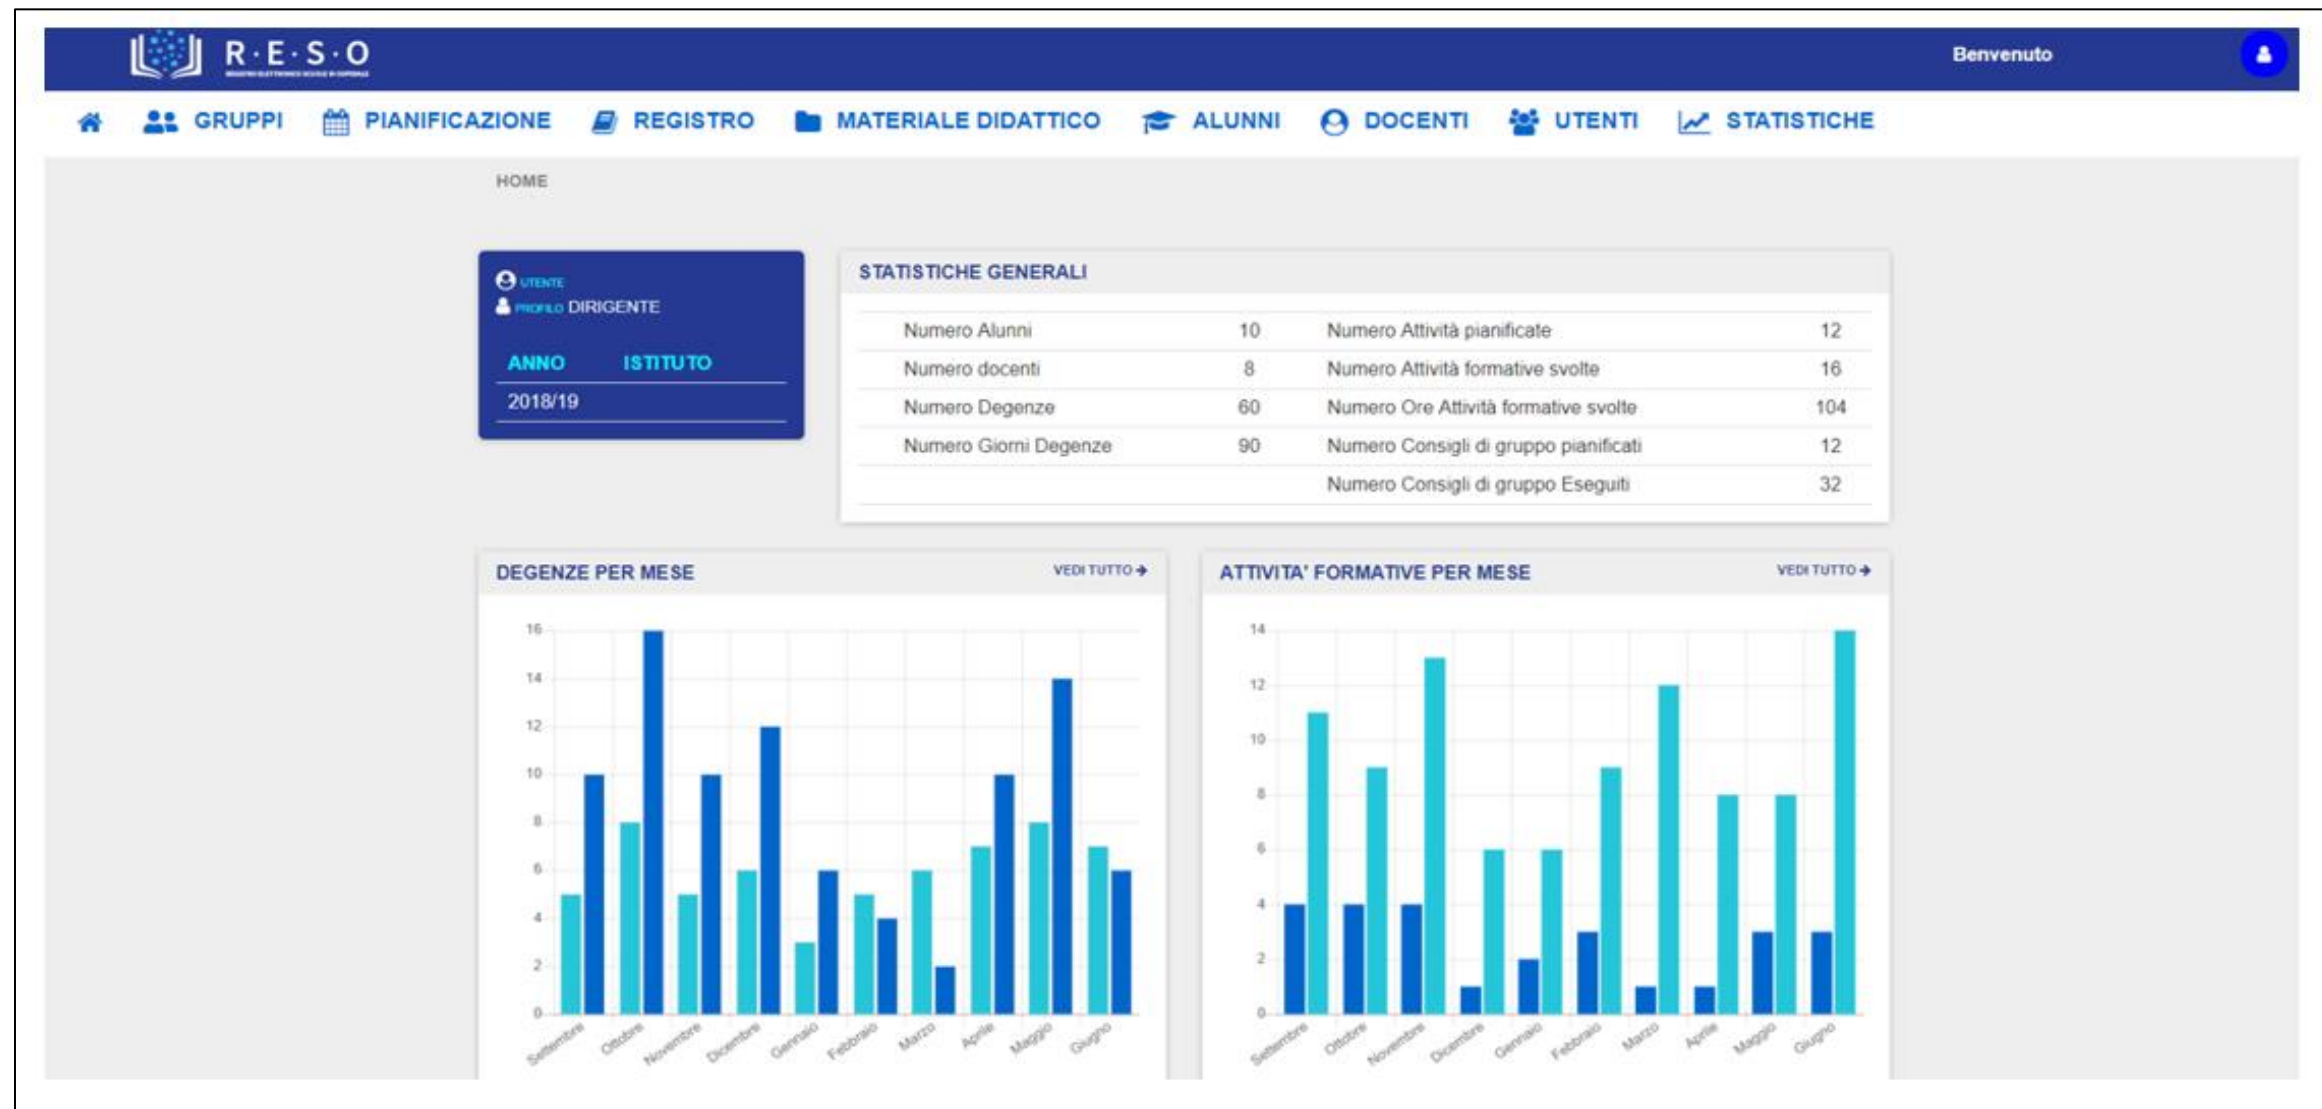 R·E·S·O
REGISTRO ELETTRONICO SCUOLE IN OSPEDALE
Benvenuto
GRUPPI PIANIFICAZIONE REGISTRO MATERIALE DIDATTICO ALUNNI DOCENTI UTENTI STATISTICHE
HOME
UTENTE
PROFILO DIRIGENTE
ANNO ISTITUTO
2018/19
STATISTICHE GENERALI
Numero Alunni 10 Numero Attività pianificate 12
Numero docenti 8 Numero Attività formative svolte 16
Numero Degenze 60 Numero Ore Attività formative svolte 104
Numero Giorni Degenze 90 Numero Consigli di gruppo pianificati 12
Numero Consigli di gruppo Eseguiti 32
DEGENZE PER MESE VEDI TUTTO
16
14
12
10
8
6
4
2
0
Settembre Ottobre Novembre Dicembre Gennaio Febbraio Marzo Aprile Maggio Giugno
ATTIVITA' FORMATIVE PER MESE VEDI TUTTO
14
12
10
8
6
4
2
0
Settembre Ottobre Novembre Dicembre Gennaio Febbraio Marzo Aprile Maggio Giugno